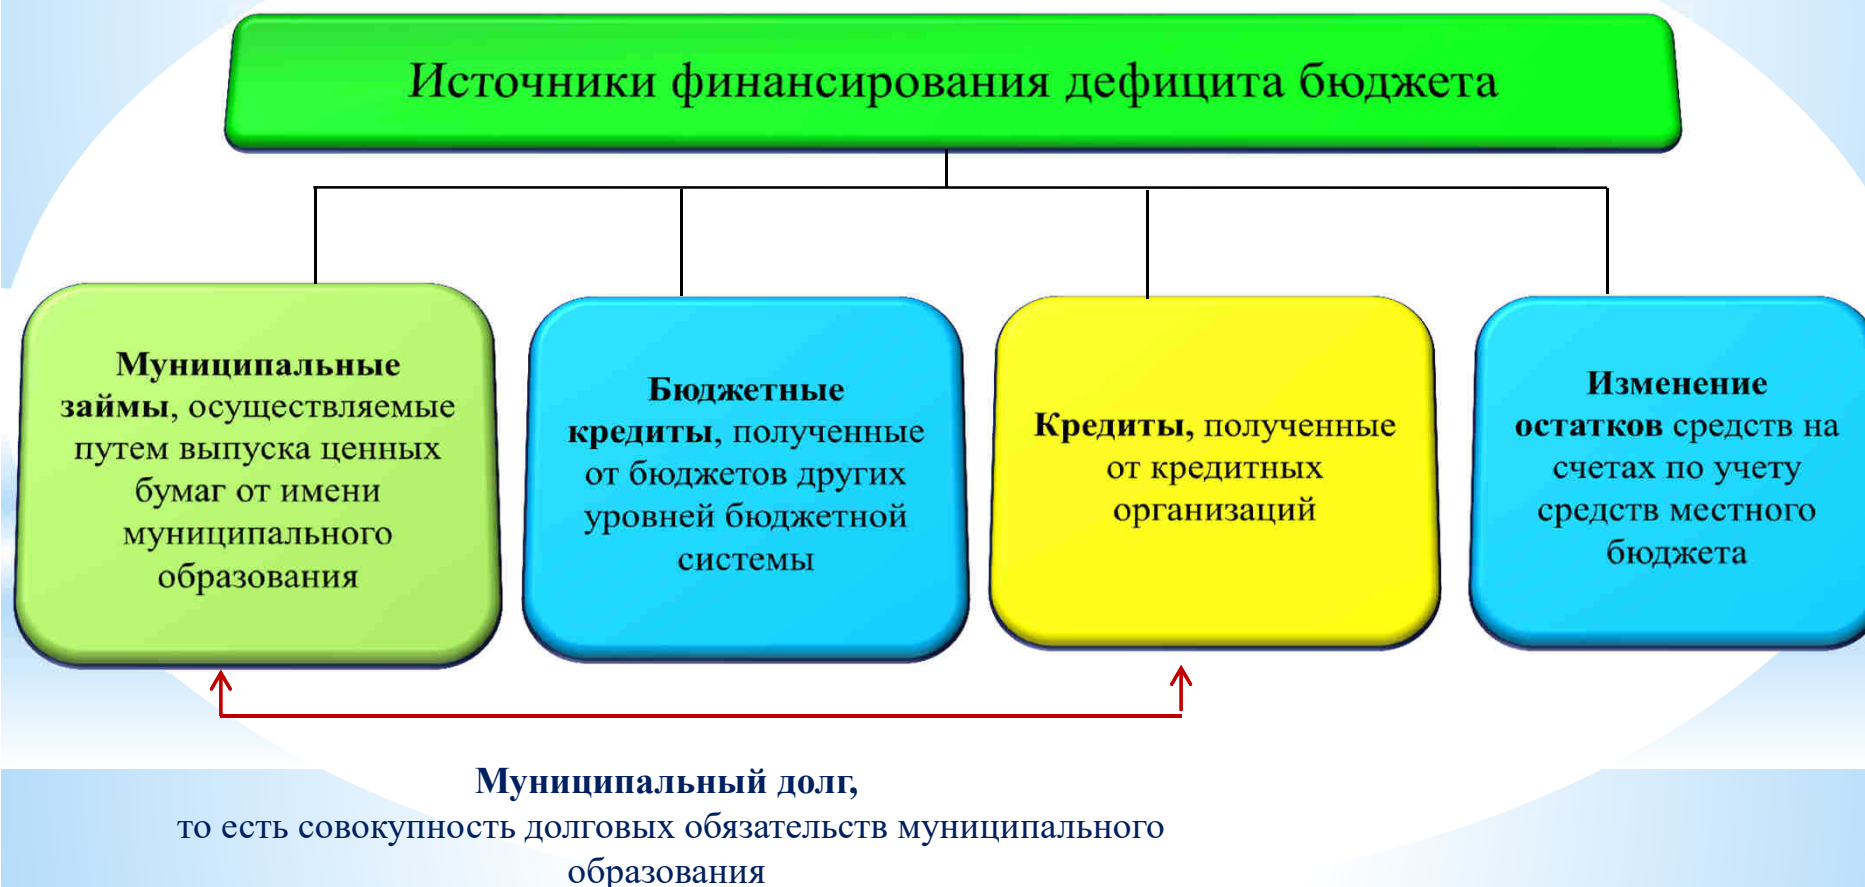 Источники финансирования дефицита бюджета
Муниципальные
займы, осуществляемые
путем выпуска ценных
бумаг от имени
муниципального
образования
Бюджетные
кредиты, полученные
от бюджетов других
уровней бюджетной
системы
Кредиты, полученные
от кредитных
организаций
Изменение
остатков средств на
счетах по учету
средств местного
бюджета
Муниципальный долг,
то есть совокупность долговых обязательств муниципального
образования